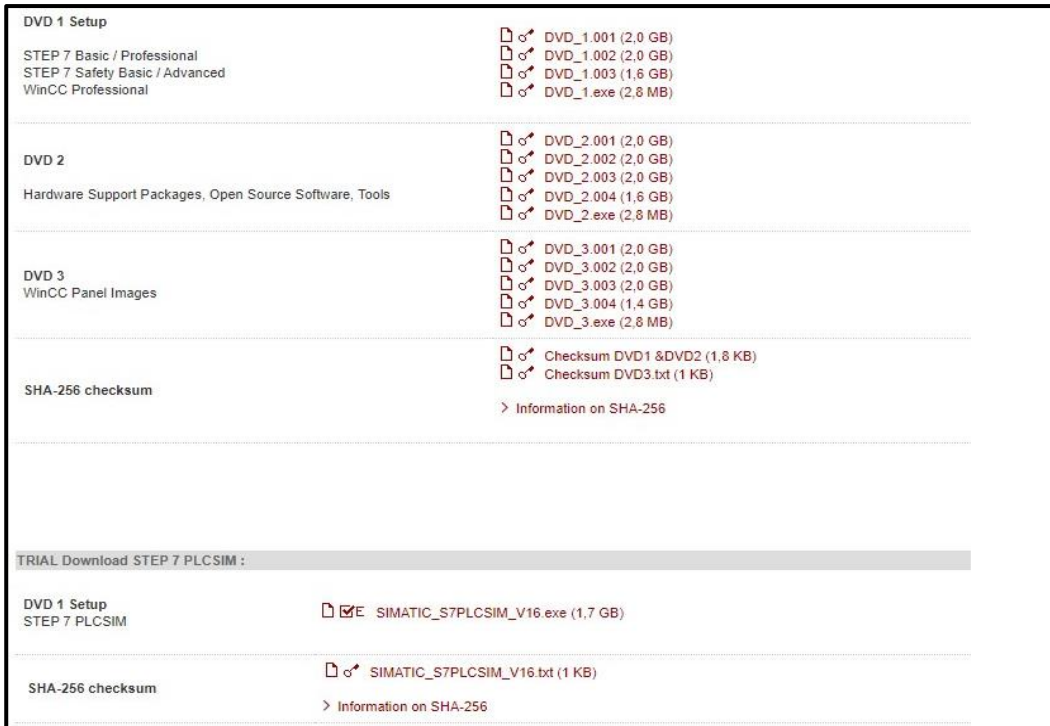 DVD 1 Setup
STEP 7 Basic / Professional
STEP 7 Safety Basic / Advanced
WinCC Professional
DVD_1.001 (2,0 GB)
DVD_1.002 (2,0 GB)
DVD_1.003 (1,6 GB)
DVD_1.exe (2,8 MB)
DVD 2
Hardware Support Packages, Open Source Software, Tools
DVD_2.001 (2,0 GB)
DVD_2.002 (2,0 GB)
DVD_2.003 (2,0 GB)
DVD_2.004 (1,6 GB)
DVD_2.exe (2,8 MB)
DVD 3
WinCC Panel Images
DVD_3.001 (2,0 GB)
DVD_3.002 (2,0 GB)
DVD_3.003 (2,0 GB)
DVD_3.004 (1,4 GB)
DVD_3.exe (2,8 MB)
SHA-256 checksum
Checksum DVD1 &DVD2 (1,8 KB)
Checksum DVD3.txt (1 KB)
> Information on SHA-256
TRIAL Download STEP 7 PLCSIM :
DVD 1 Setup
STEP 7 PLCSIM
E SIMATIC_S7PLCSIM_V16.exe (1,7 GB)
SHA-256 checksum
SIMATIC_S7PLCSIM_V16.txt (1 KB)
> Information on SHA-256